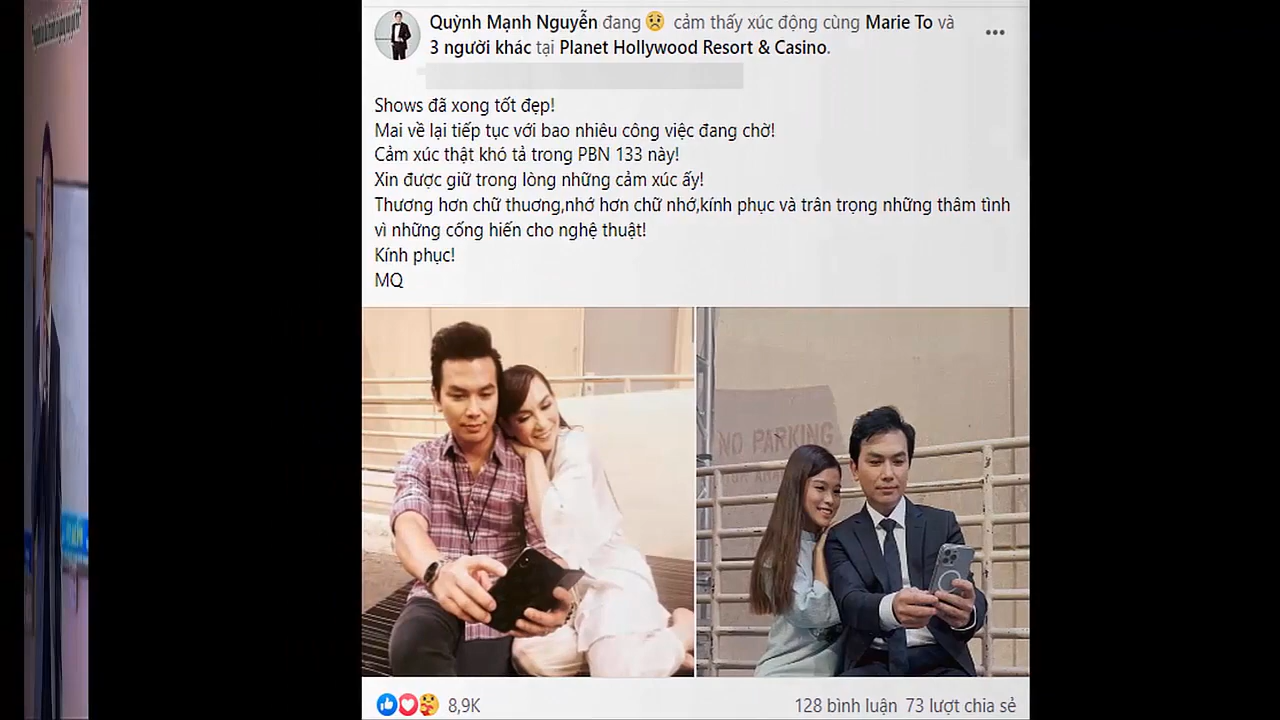 Quỳnh Mạnh Nguyễn đang 😟 cảm thấy xúc động cùng Marie To và
3 người khác tại Planet Hollywood Resort & Casino.
Shows đã xong tốt đẹp!
Mai về lại tiếp tục với bao nhiêu công việc đang chờ!
Cảm xúc thật khó tả trong PBN 133 này!
Xin được giữ trong lòng những cảm xúc ấy!
Thương hơn chữ thuơng,nhớ hơn chữ nhớ,kính phục và trân trọng những thâm tình
vì những cống hiến cho nghệ thuật!
Kính phục!
MQ
NO PARKING
8,9K
128 bình luận 73 lượt chia sẻ